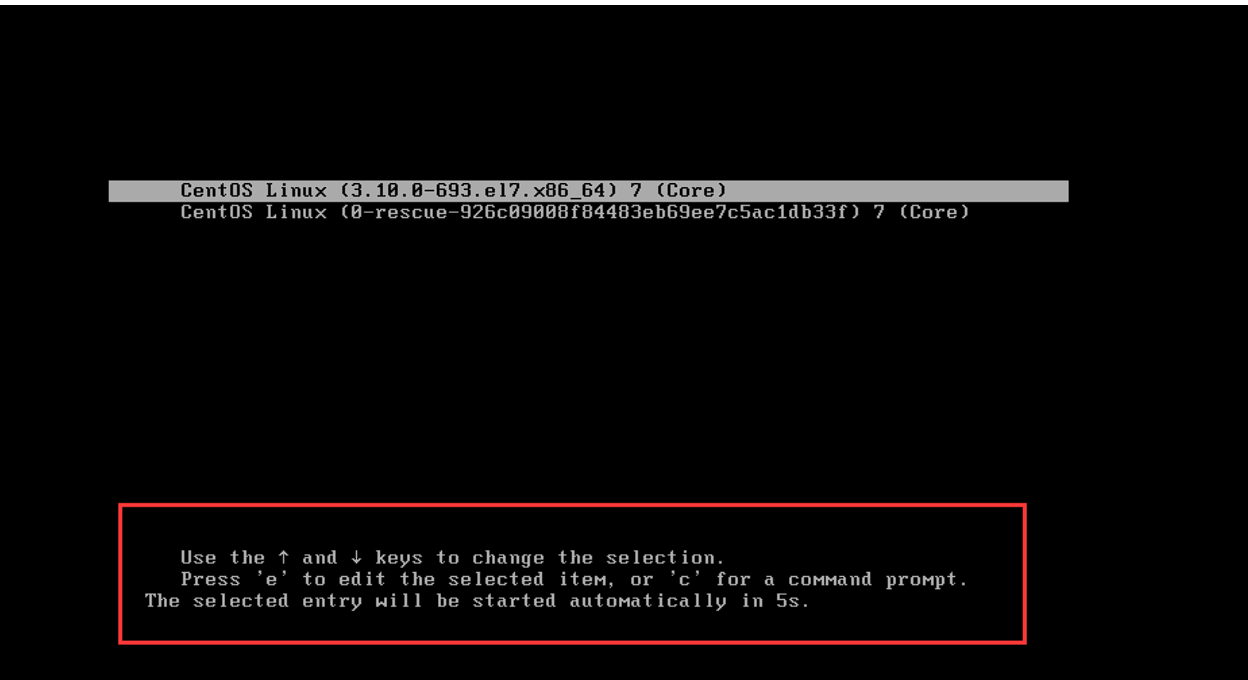 CentOS Linux (3.10.0-693.el7.x86_64) 7 (Core)
CentOS Linux (0-rescue-926c09008f84483eb69ee7c5ac1db33f) 7 (Core)
Use the ↑ and ↓ keys to change the selection.
Press 'e' to edit the selected item, or 'c' for a command prompt.
The selected entry will be started automatically in 5s.